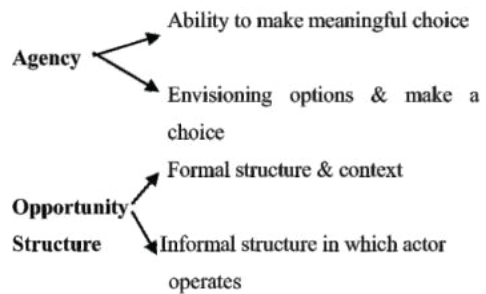 Ability to make meaningful choice
Agency
Envisioning options & make a
choice
Formal structure & context
Opportunity
Structure
Informal structure in which actor
operates